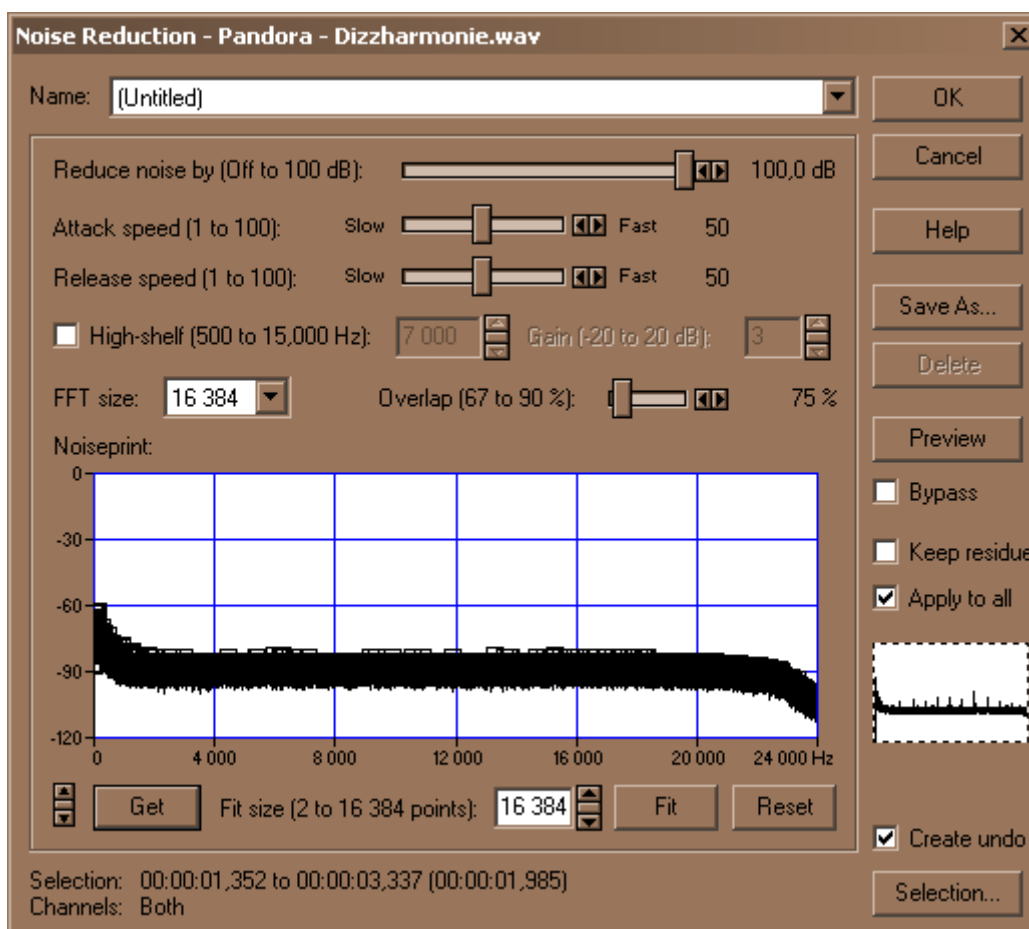 Noise Reduction - Pandora - Dizzharmonie.wav
Name: (Untitled)
OK
Cancel
Reduce noise by (Off to 100 dB): 100,0 dB
Attack speed (1 to 100): Slow Fast 50
Help
Release speed (1 to 100): Slow Fast 50
Save As...
High-shelf (500 to 15,000 Hz): 7 000 Gain (-20 to 20 dB): 3
Delete
FFT size: 16 384 Overlap (67 to 90 %): 75 %
Preview
Noiseprint:
Bypass
Keep residue
Apply to all
0
-30
-60
-90
-120
0 4 000 8 000 12 000 16 000 20 000 24 000 Hz
Get Fit size (2 to 16 384 points): 16 384 Fit Reset
Create undo
Selection: 00:00:01,352 to 00:00:03,337 (00:00:01,985)
Channels: Both
Selection...